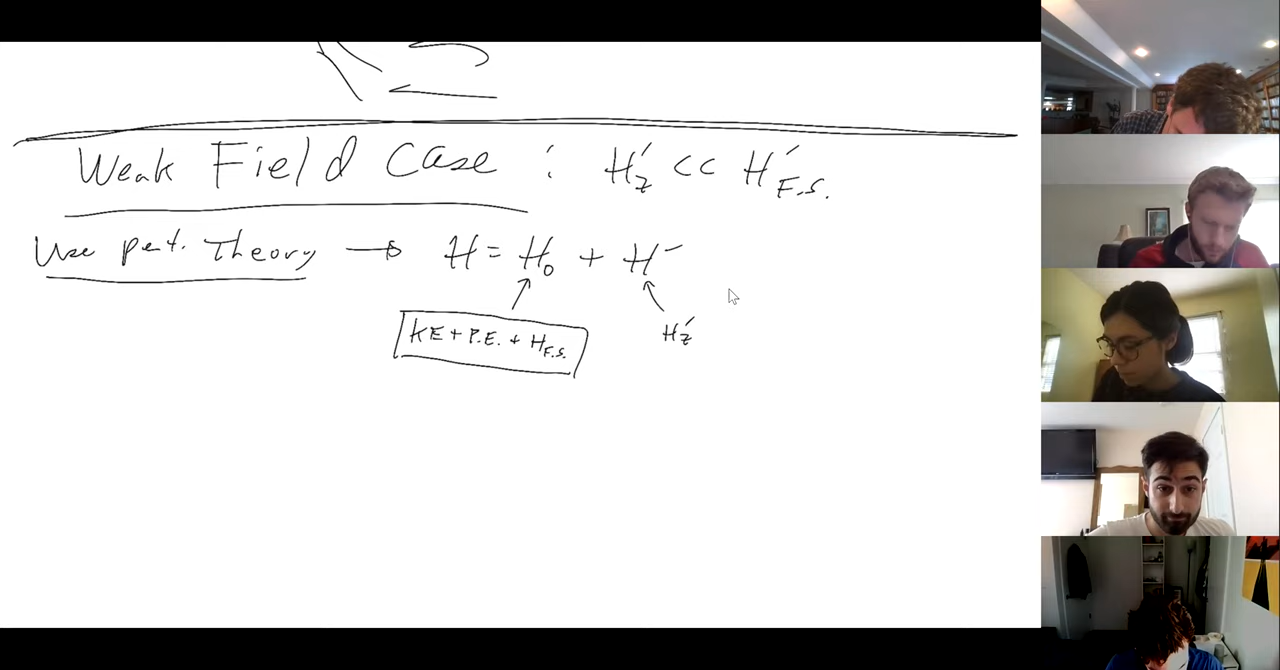 Weak Field Case : H'z << H'F.S.
Use pert. Theory → H = H0 + H'
KE + P.E. + HF.S.
H'z